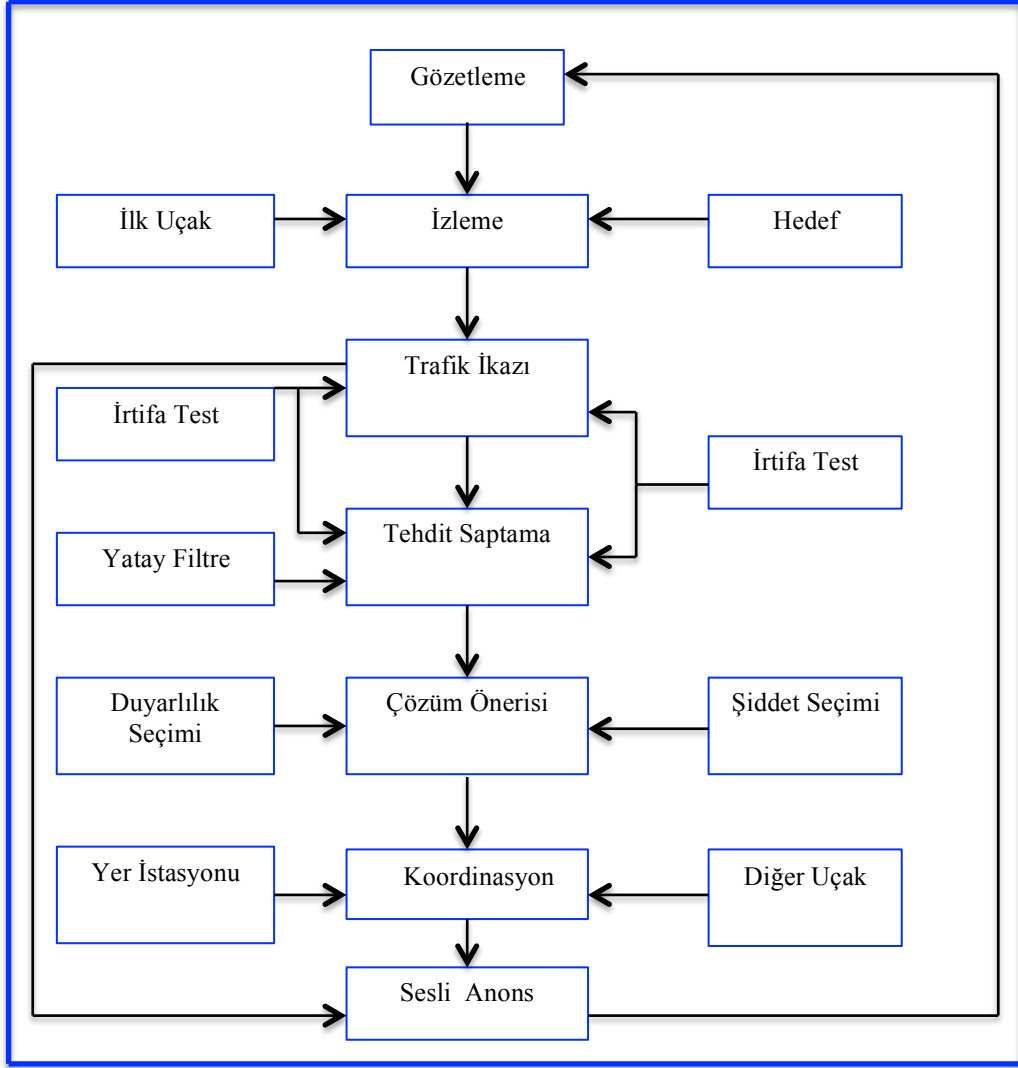 Gözetleme
İlk Uçak
İzleme
Hedef
Trafik İkazı
İrtifa Test
İrtifa Test
Tehdit Saptama
Yatay Filtre
Duyarlılık
Seçimi
Çözüm Önerisi
Şiddet Seçimi
Yer İstasyonu
Koordinasyon
Diğer Uçak
Sesli Anons